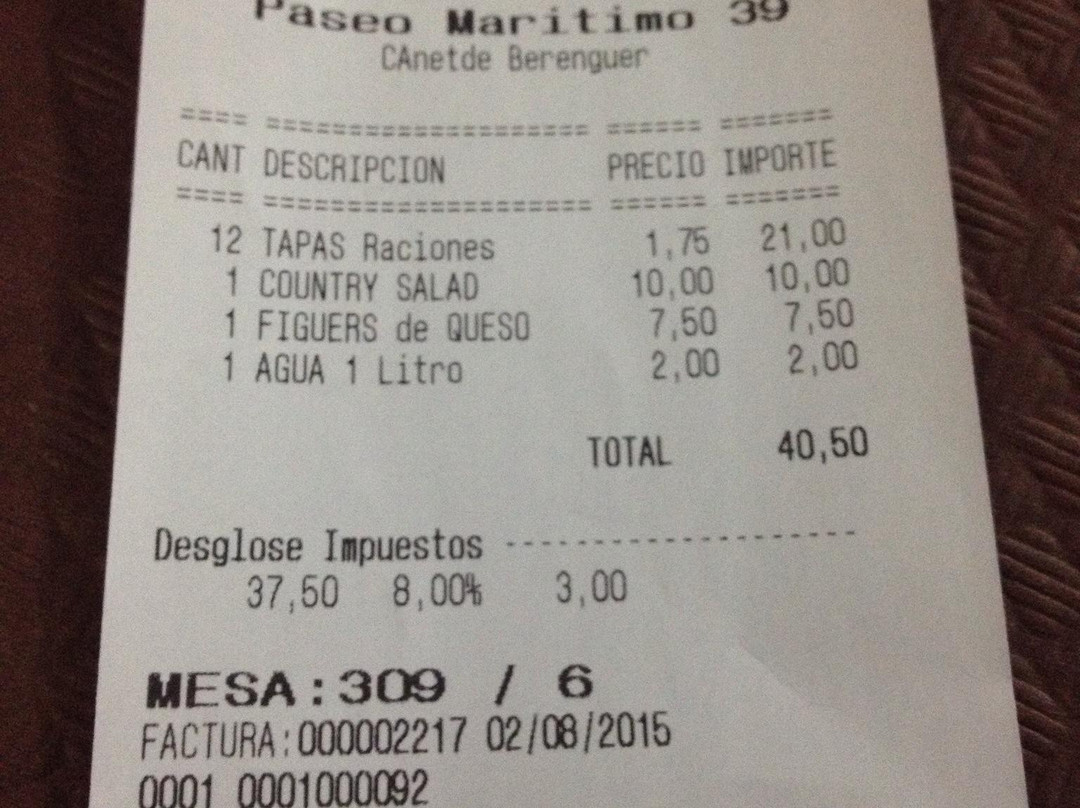 Paseo Maritimo 39
CAnetde Berenguer
==== ==================== ====== =======
CANT DESCRIPCION PRECIO IMPORTE
==== ==================== ====== =======
12 TAPAS Raciones 1,75 21,00
1 COUNTRY SALAD 10,00 10,00
1 FIGUERS de QUESO 7,50 7,50
1 AGUA 1 Litro 2,00 2,00
TOTAL 40,50
Desglose Impuestos --------------------
37,50 8,00% 3,00
MESA:309 / 6
FACTURA:000002217 02/08/2015
0001 0001000092